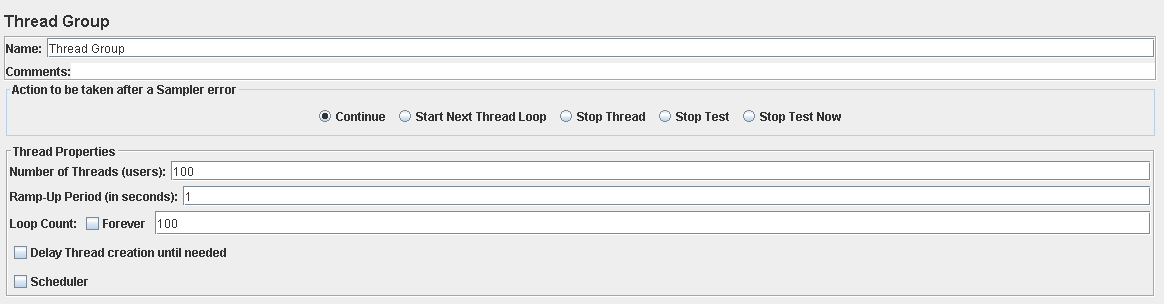 Thread Group
Name: Thread Group
Comments:
Action to be taken after a Sampler error
Continue Start Next Thread Loop Stop Thread Stop Test Stop Test Now
Thread Properties
Number of Threads (users): 100
Ramp-Up Period (in seconds): 1
Loop Count: Forever 100
Delay Thread creation until needed
Scheduler